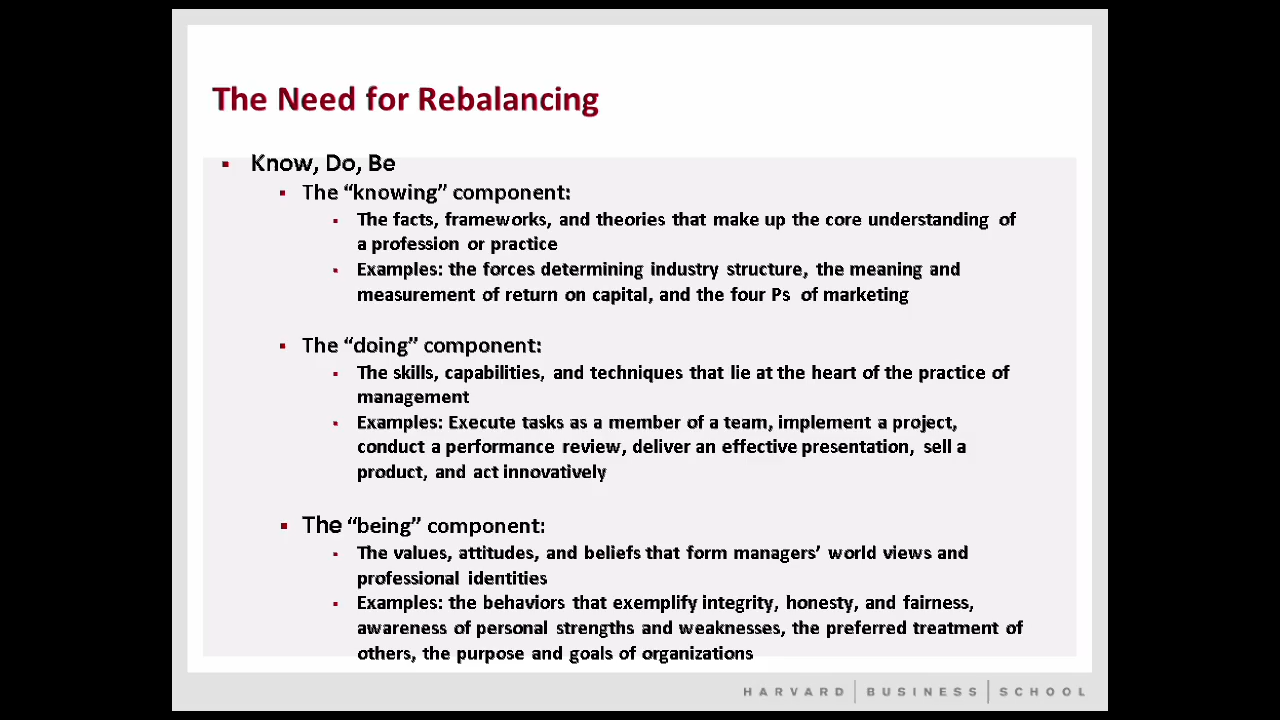 The Need for Rebalancing
▪ Know, Do, Be
▪ The “knowing” component:
▪ The facts, frameworks, and theories that make up the core understanding of
a profession or practice
▪ Examples: the forces determining industry structure, the meaning and
measurement of return on capital, and the four Ps of marketing
▪ The “doing” component:
▪ The skills, capabilities, and techniques that lie at the heart of the practice of
management
▪ Examples: Execute tasks as a member of a team, implement a project,
conduct a performance review, deliver an effective presentation, sell a
product, and act innovatively
▪ The “being” component:
▪ The values, attitudes, and beliefs that form managers’ world views and
professional identities
▪ Examples: the behaviors that exemplify integrity, honesty, and fairness,
awareness of personal strengths and weaknesses, the preferred treatment of
others, the purpose and goals of organizations
HARVARD | BUSINESS | SCHOOL